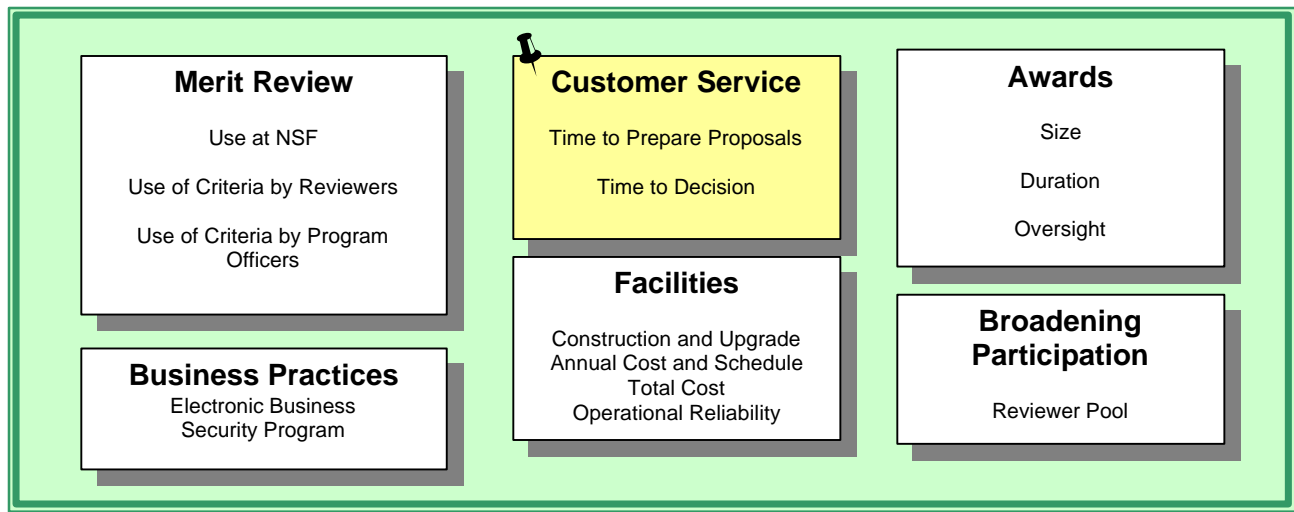 Merit Review
Use at NSF
Use of Criteria by Reviewers
Use of Criteria by Program
Officers
Business Practices
Electronic Business
Security Program
Customer Service
Time to Prepare Proposals
Time to Decision
Facilities
Construction and Upgrade
Annual Cost and Schedule
Total Cost
Operational Reliability
Awards
Size
Duration
Oversight
Broadening
Participation
Reviewer Pool